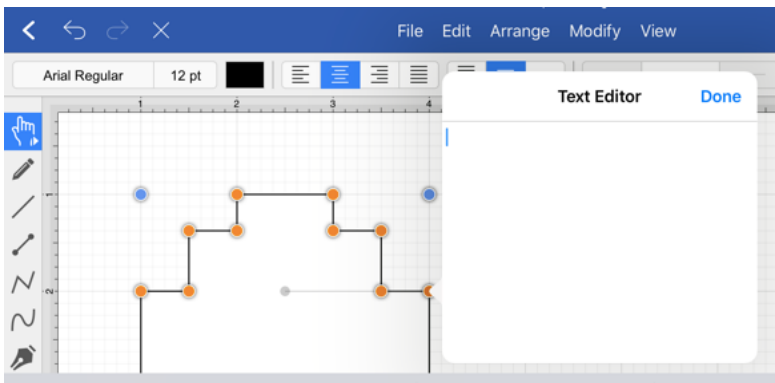 File Edit Arrange Modify View
Arial Regular 12 pt
Text Editor Done
1 2 3 4
1
2